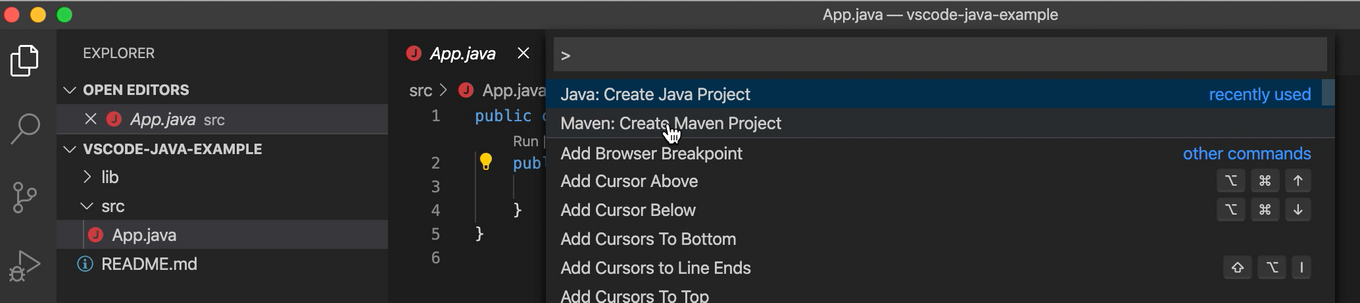 App.java — vscode-java-example
EXPLORER
OPEN EDITORS
App.java src
VSCODE-JAVA-EXAMPLE
lib
src
App.java
README.md
App.java
src > App.java
1 public c
Run |
2 publ
3
4 }
5 }
6
>
Java: Create Java Project recently used
Maven: Create Maven Project
Add Browser Breakpoint other commands
Add Cursor Above ⌥ ⌘ ↑
Add Cursor Below ⌥ ⌘ ↓
Add Cursors To Bottom
Add Cursors to Line Ends ⇧ ⌥ I
Add Cursors To Top